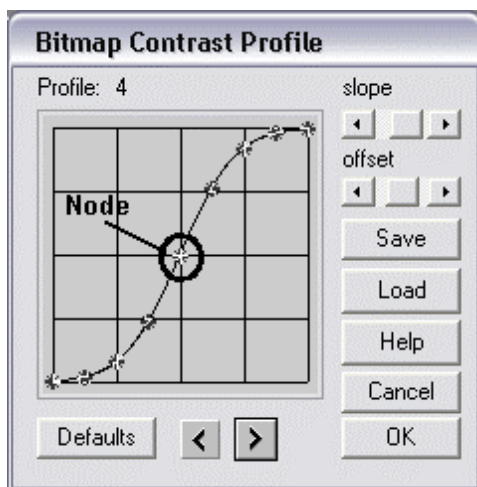 Bitmap Contrast Profile
Profile: 4
slope
offset
Node
Save
Load
Help
Cancel
Defaults
<
>
OK